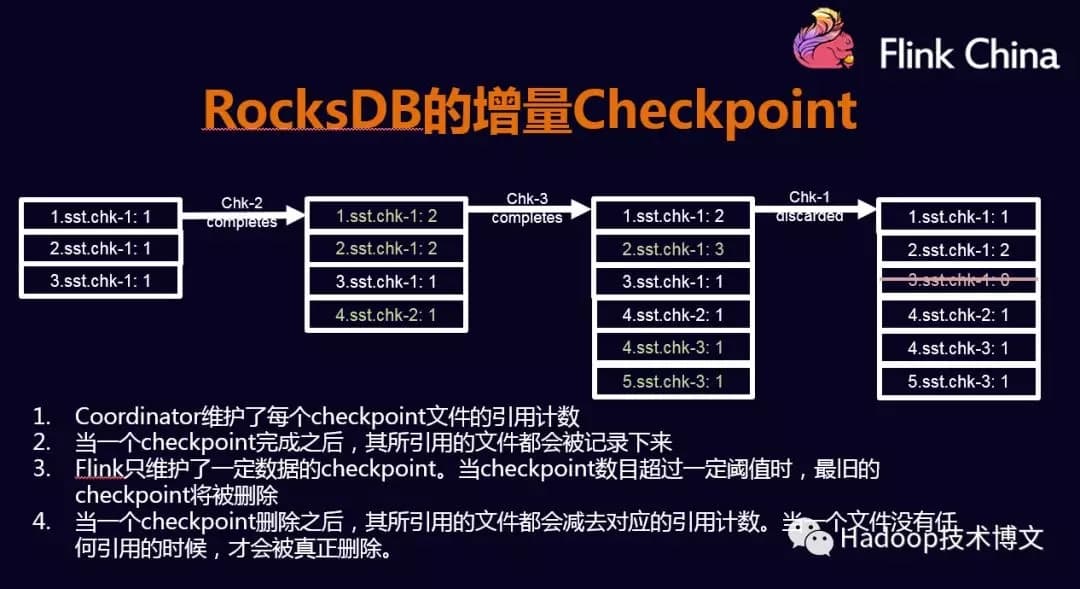 Flink China
RocksDB的增量Checkpoint
1.sst.chk-1: 1
2.sst.chk-1: 1
3.sst.chk-1: 1
Chk-2
completes
1.sst.chk-1: 2
2.sst.chk-1: 2
3.sst.chk-1: 1
4.sst.chk-2: 1
Chk-3
completes
1.sst.chk-1: 2
2.sst.chk-1: 3
3.sst.chk-1: 1
4.sst.chk-2: 1
4.sst.chk-3: 1
5.sst.chk-3: 1
Chk-1
discarded
1.sst.chk-1: 1
2.sst.chk-1: 2
3.sst.chk-1: 0
4.sst.chk-2: 1
4.sst.chk-3: 1
5.sst.chk-3: 1
1. Coordinator维护了每个checkpoint文件的引用计数
2. 当一个checkpoint完成之后，其所引用的文件都会被记录下来
3. Flink只维护了一定数据的checkpoint。当checkpoint数目超过一定阈值时，最旧的
checkpoint将被删除
4. 当一个checkpoint删除之后，其所引用的文件都会减去对应的引用计数。当一个文件没有任
何引用的时候，才会被真正删除。
Hadoop技术博文